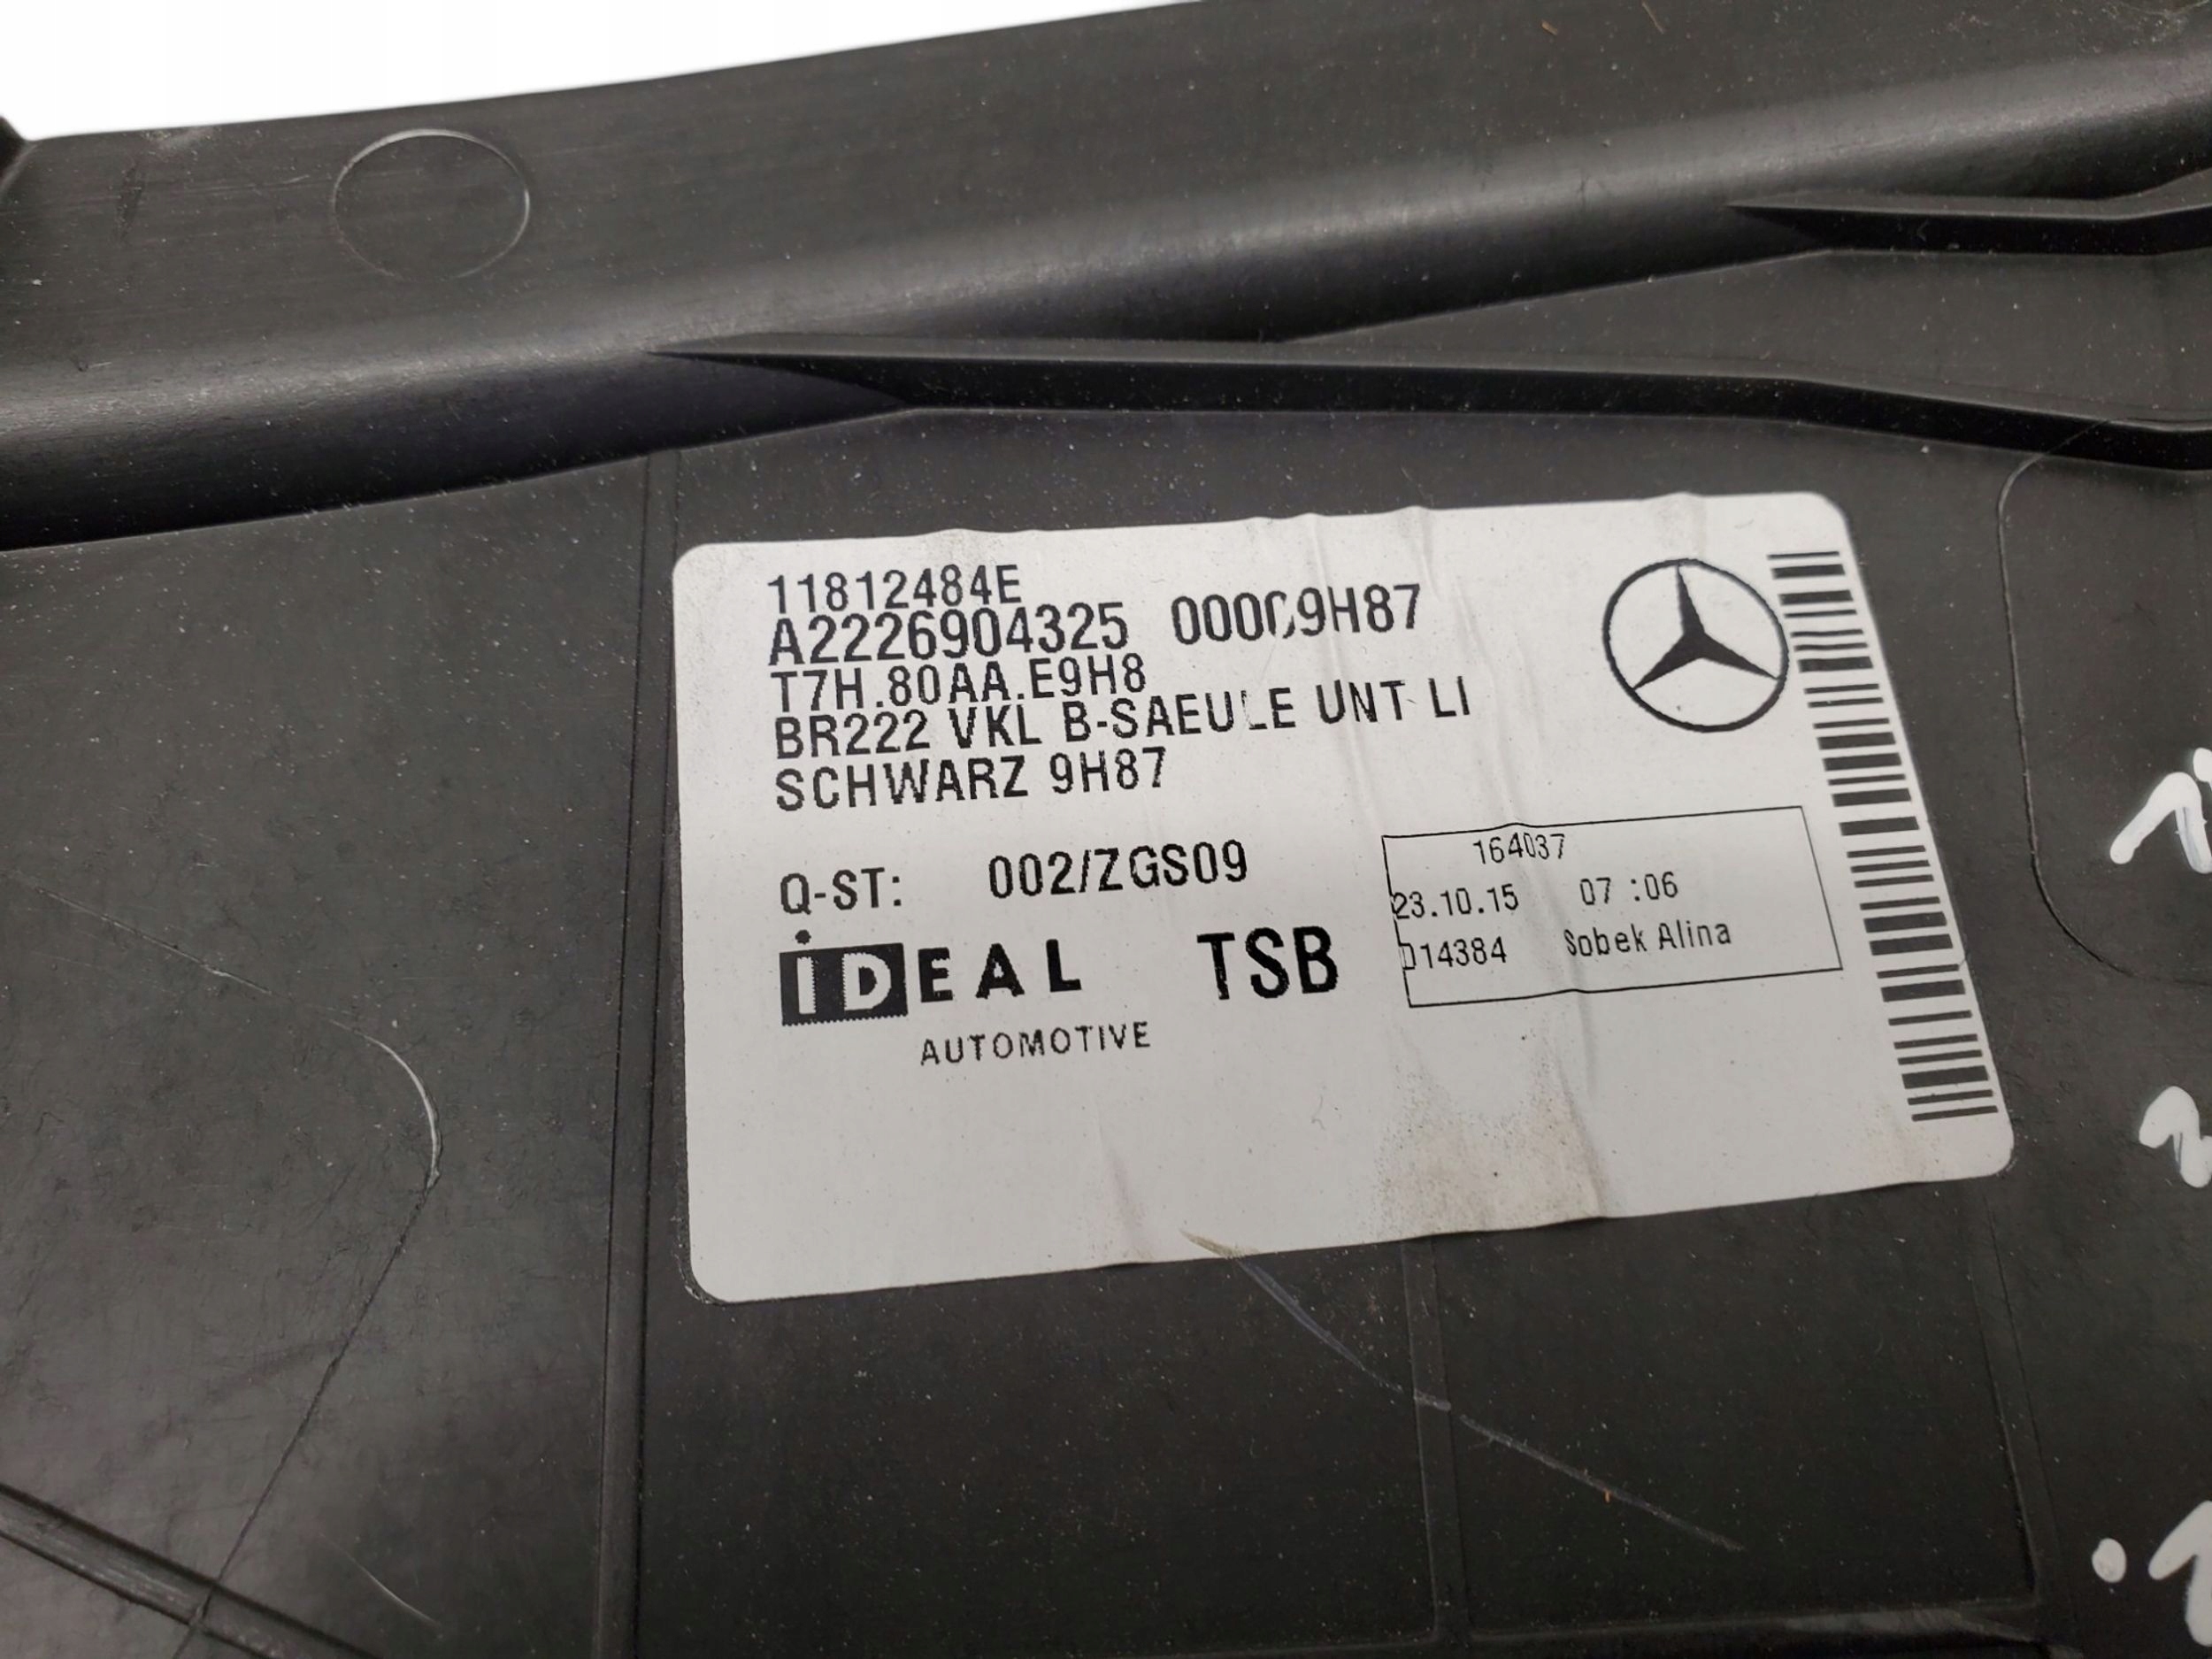 11812484E
A2226904325 00009H87
T7H.80AA.E9H8
BR222 VKL B-SAEULE UNT LI
SCHWARZ 9H87
Q-ST: 002/ZGS09
iDEAL TSB
AUTOMOTIVE
164037
23.10.15 07 :06
D14384 Sobek Alina